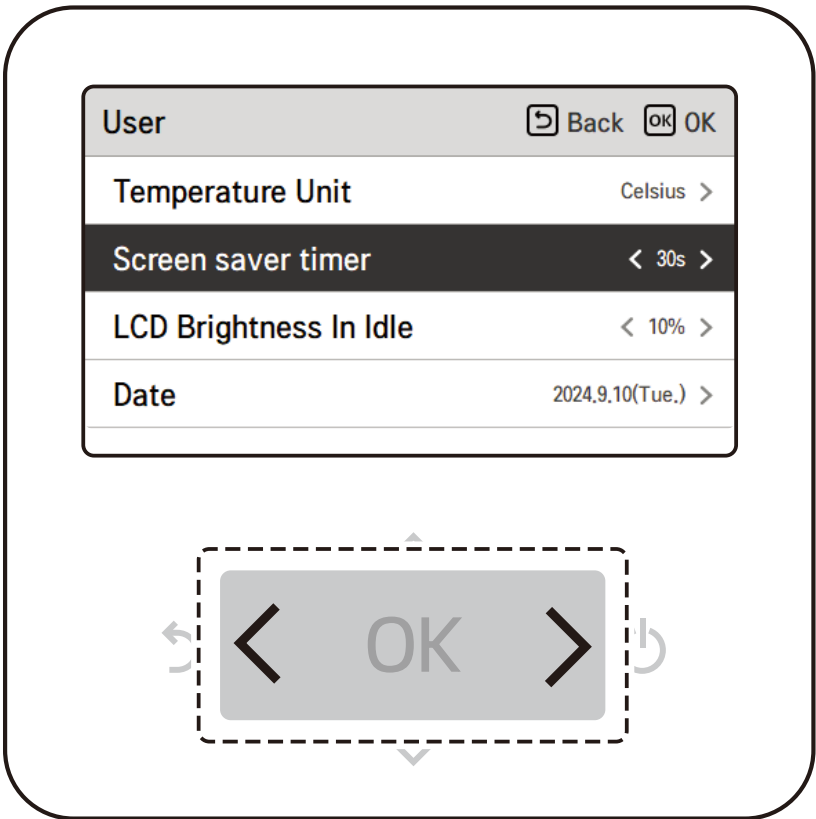 User Back OK OK
Temperature Unit Celsius
Screen saver timer 30s
LCD Brightness In Idle 10%
Date 2024.9.10(Tue.)
OK